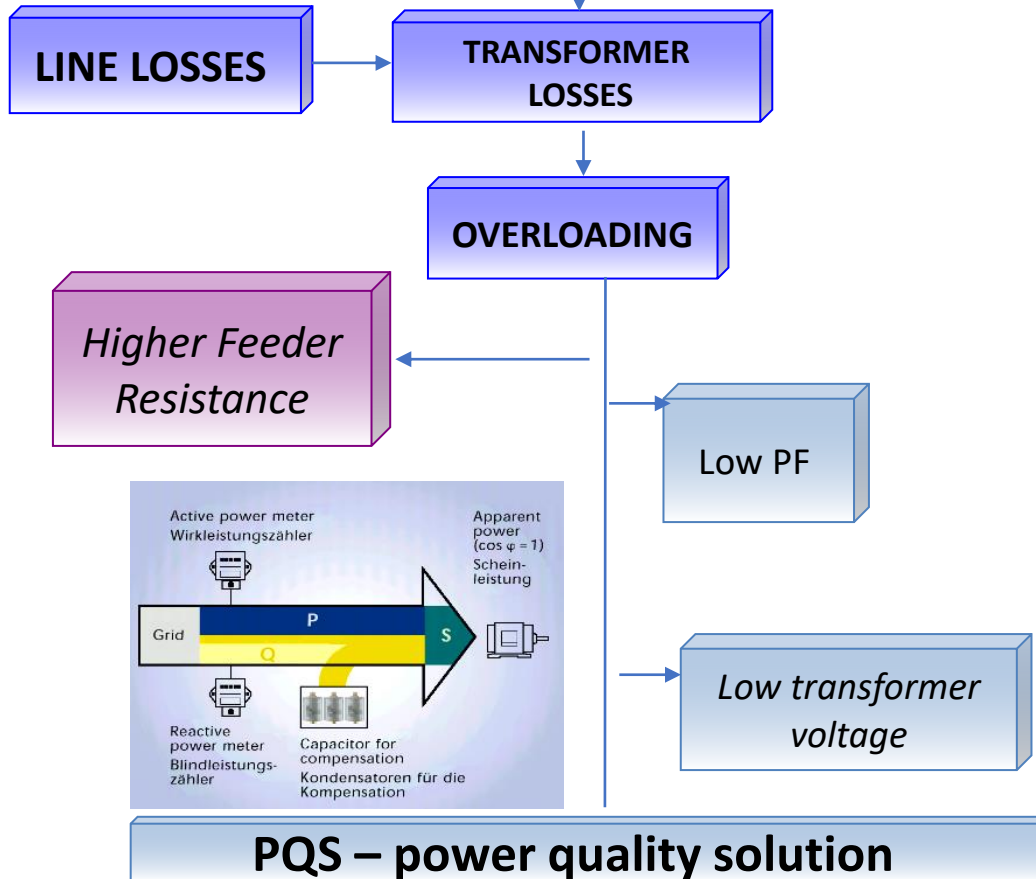 LINE LOSSES
TRANSFORMER
LOSSES
OVERLOADING
Higher Feeder
Resistance
Low PF
Active power meter
Wirkleistungszähler
Apparent
power
(cos φ = 1)
Schein-
leistung
Grid
P
Q
S
Reactive
power meter
Blindleistungs-
zähler
Capacitor for
compensation
Kondensatoren für die
Kompensation
Low transformer
voltage
PQS – power quality solution